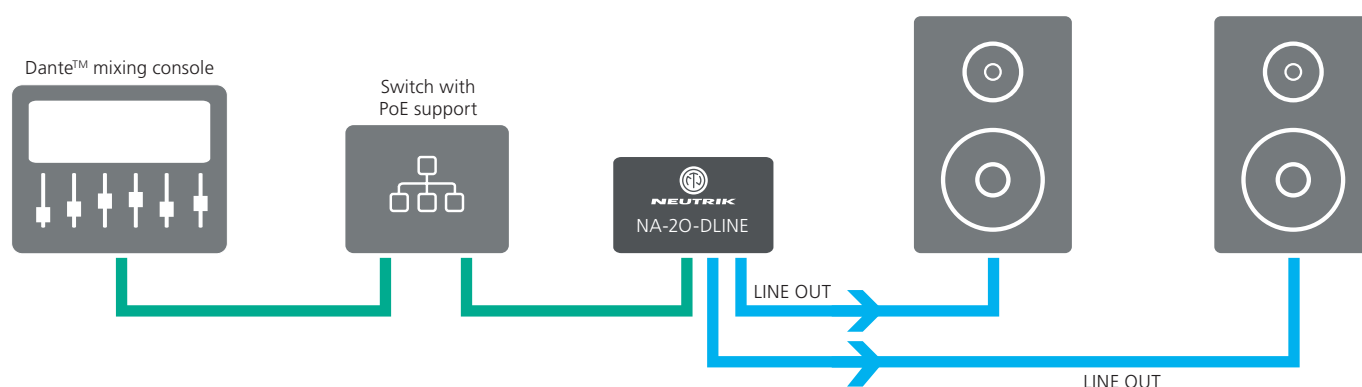 Dante™ mixing console
Switch with
PoE support
NEUTRIK
NA-2O-DLINE
LINE OUT
LINE OUT